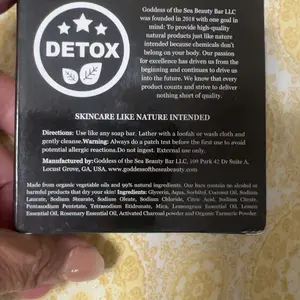 DETOX
Goddess of the Sea Beauty Bar LLC
was founded in 2018 with one goal in
mind: To provide high-quality
natural products just like nature
intended because chemicals don't
belong on your body. Our passion
for excellence has driven us from the
beginning and continues to drive us
into the future. We know that every
product counts and strive to deliver
nothing short of quality.
SKINCARE LIKE NATURE INTENDED
Directions: Use like any soap bar. Lather with a loofah or wash cloth and
gently cleanse.Warning: Always do a patch test before the first use to avoid
potential allergic reactions.Do not ingest. External use only.
Manufactured by: Goddess of the Sea Beauty Bar LLC, 109 Park 42 Dr Suite A,
Locust Grove, GA, USA. www.goddessoftheseabeauty.com
Made from organic vegetable oils and 99% natural ingredients. Our bars contain no alcohol or
harmful products that dry your skin out! Ingredients: Glycerin, Aqua, Sorbitol, Coconut Oil, Sodium
Laurate, Sodium Stearate, Sodium Oleate, Sodium Chloride, Citric Acid, Sodium Citrate,
Pentasodium Pentetate, Tetrasodium Etidronate, Mica, Lemongrass Essential Oil, Lemon
Essential Oil, Rosemary Essential Oil, Activated Charcoal powder and Organic Turmeric Powder.